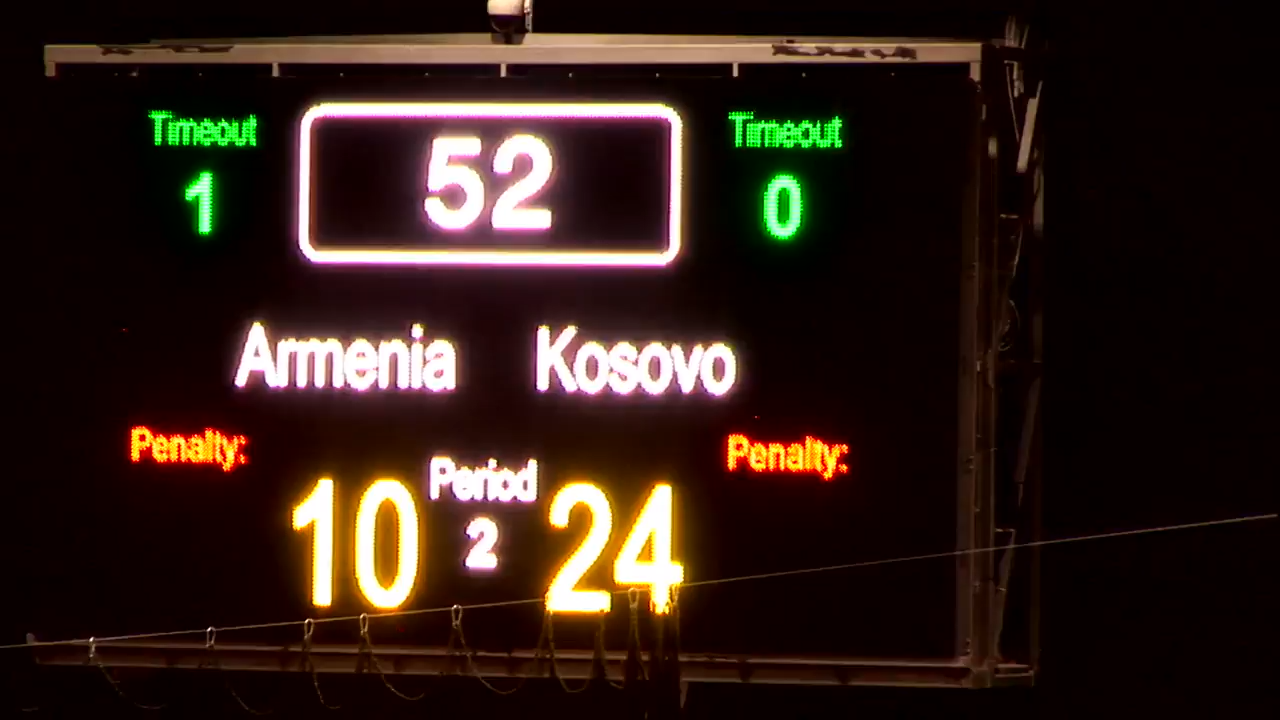 Timeout
52
Timeout
1
0
Armenia
Kosovo
Penalty:
Period
Penalty:
10
2
24